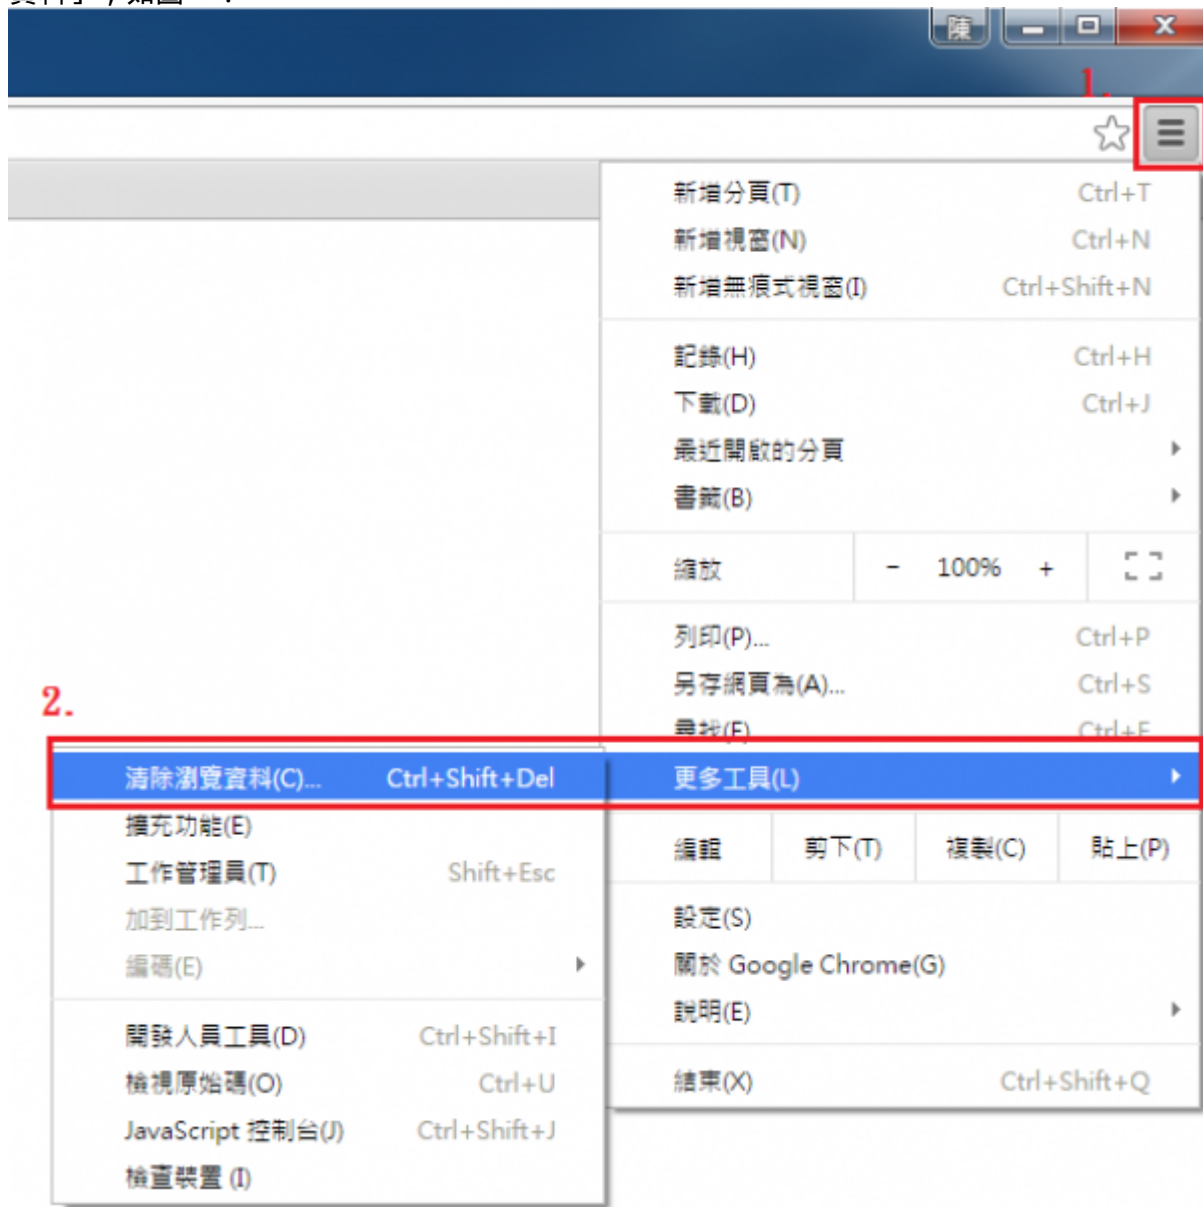 陳
1.
新增分頁(T) Ctrl+T
新增視窗(N) Ctrl+N
新增無痕式視窗(I) Ctrl+Shift+N
記錄(H) Ctrl+H
下載(D) Ctrl+J
最近開啟的分頁
書籤(B)
縮放 - 100% +
列印(P)... Ctrl+P
另存網頁為(A)... Ctrl+S
尋找(F) Ctrl+F
更多工具(L)
編輯 剪下(T) 複製(C) 貼上(P)
設定(S)
關於 Google Chrome(G)
說明(E)
結束(X) Ctrl+Shift+Q
2.
清除瀏覽資料(C)... Ctrl+Shift+Del
擴充功能(E)
工作管理員(T) Shift+Esc
加到工作列...
編碼(E)
開發人員工具(D) Ctrl+Shift+I
檢視原始碼(O) Ctrl+U
JavaScript 控制台(J) Ctrl+Shift+J
檢查裝置 (I)